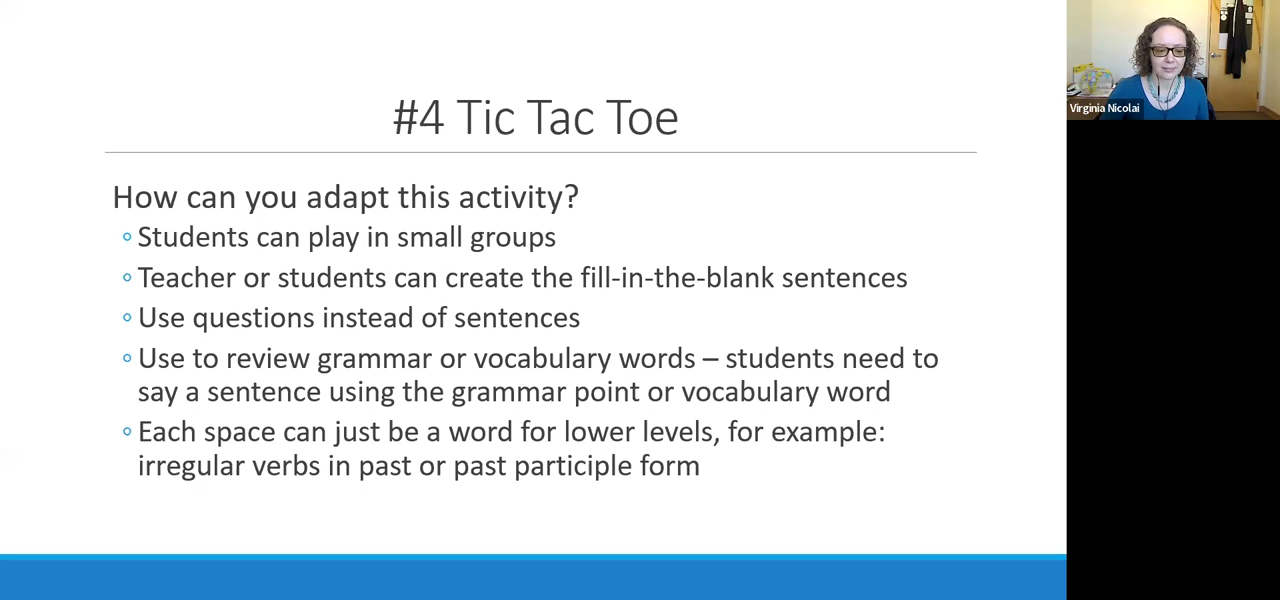 #4 Tic Tac Toe
How can you adapt this activity?
Students can play in small groups
Teacher or students can create the fill-in-the-blank sentences
Use questions instead of sentences
Use to review grammar or vocabulary words – students need to
say a sentence using the grammar point or vocabulary word
Each space can just be a word for lower levels, for example:
irregular verbs in past or past participle form
Virginia Nicolai